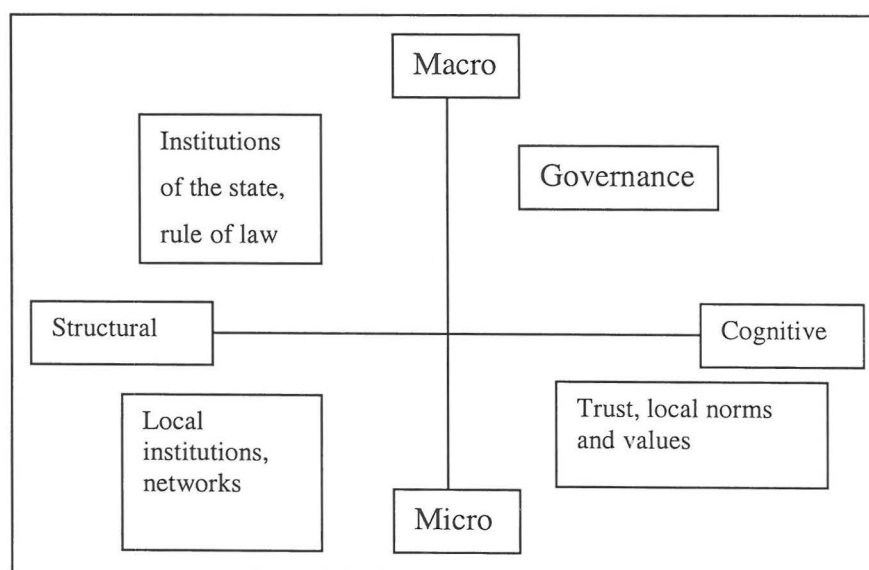 Macro
Institutions
of the state,
rule of law
Governance
Structural
Cognitive
Local
institutions,
networks
Trust, local norms
and values
Micro